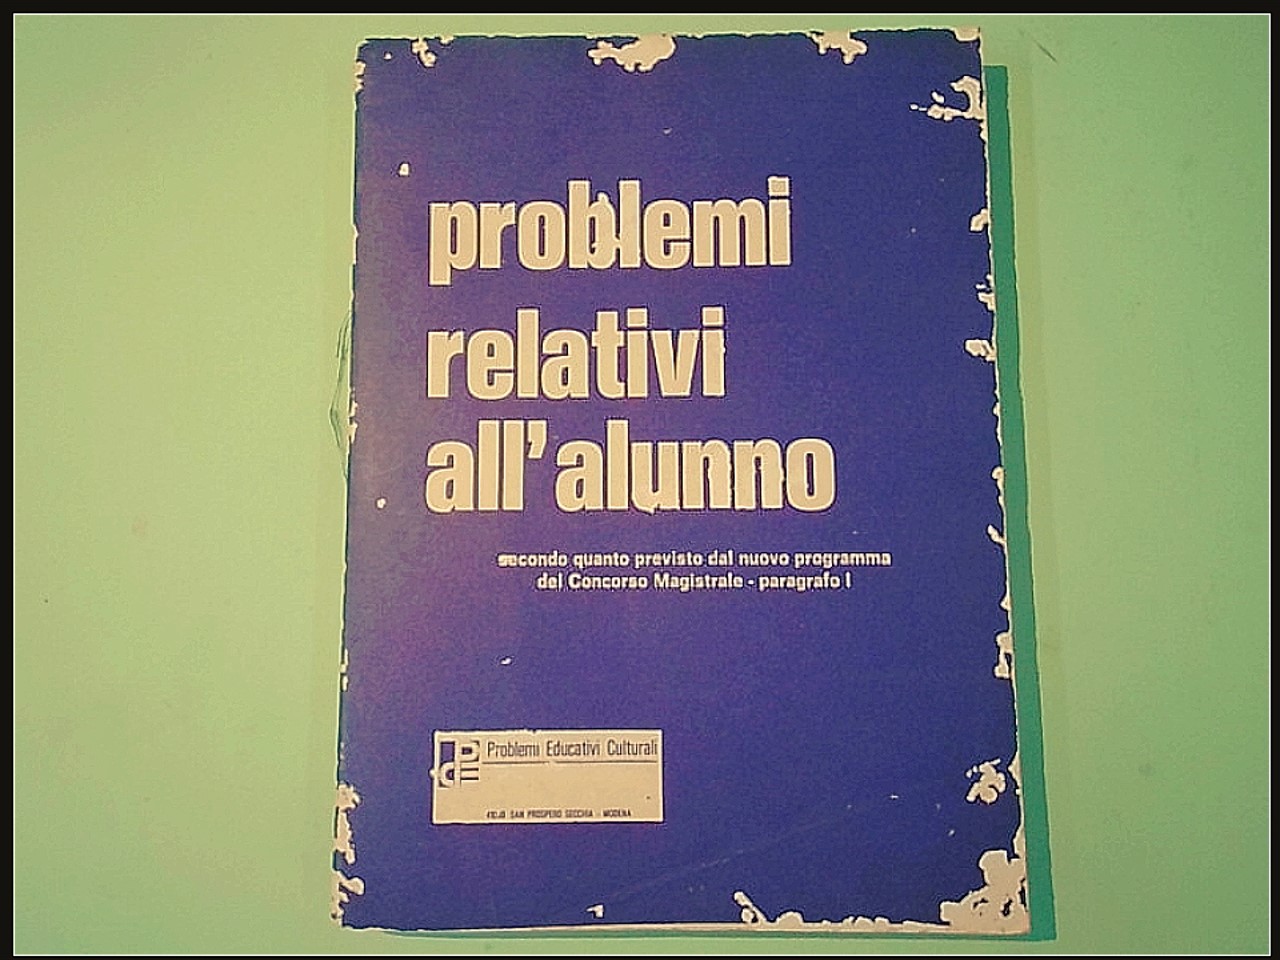 problemi
relativi
all'alunno
secondo quanto previsto dal nuovo programma
del Concorso Magistrale - paragrafo I
Problemi Educativi Culturali
SAN PROSPERO SECCHIA - MODENA